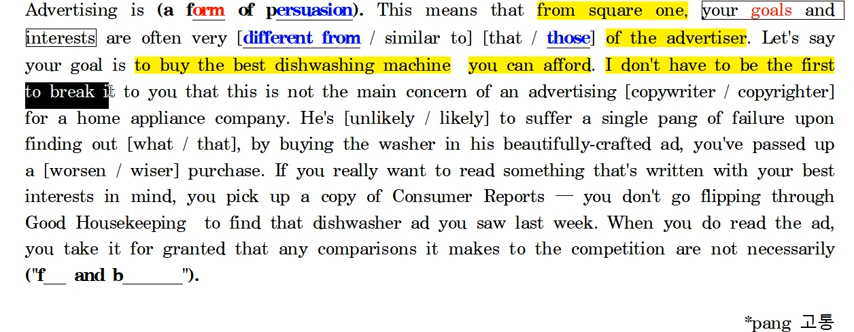 Advertising is (a form of persuasion). This means that from square one, your goals and
interests are often very [different from / similar to] [that / those] of the advertiser. Let's say
your goal is to buy the best dishwashing machine you can afford. I don't have to be the first
to break it to you that this is not the main concern of an advertising [copywriter / copyrighter]
for a home appliance company. He's [unlikely / likely] to suffer a single pang of failure upon
finding out [what / that], by buying the washer in his beautifully-crafted ad, you've passed up
a [worsen / wiser] purchase. If you really want to read something that's written with your best
interests in mind, you pick up a copy of Consumer Reports — you don't go flipping through
Good Housekeeping to find that dishwasher ad you saw last week. When you do read the ad,
you take it for granted that any comparisons it makes to the competition are not necessarily
("f__ and b______").
*pang 고통